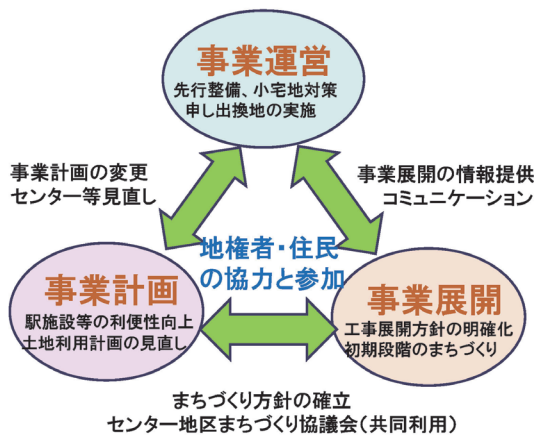 事業運営
先行整備、小宅地対策
申し出換地の実施
事業計画の変更
センター等見直し
事業展開の情報提供
コミュニケーション
地権者・住民
の協力と参加
事業計画
駅施設等の利便性向上
土地利用計画の見直し
事業展開
工事展開方針の明確化
初期段階のまちづくり
まちづくり方針の確立
センター地区まちづくり協議会(共同利用)